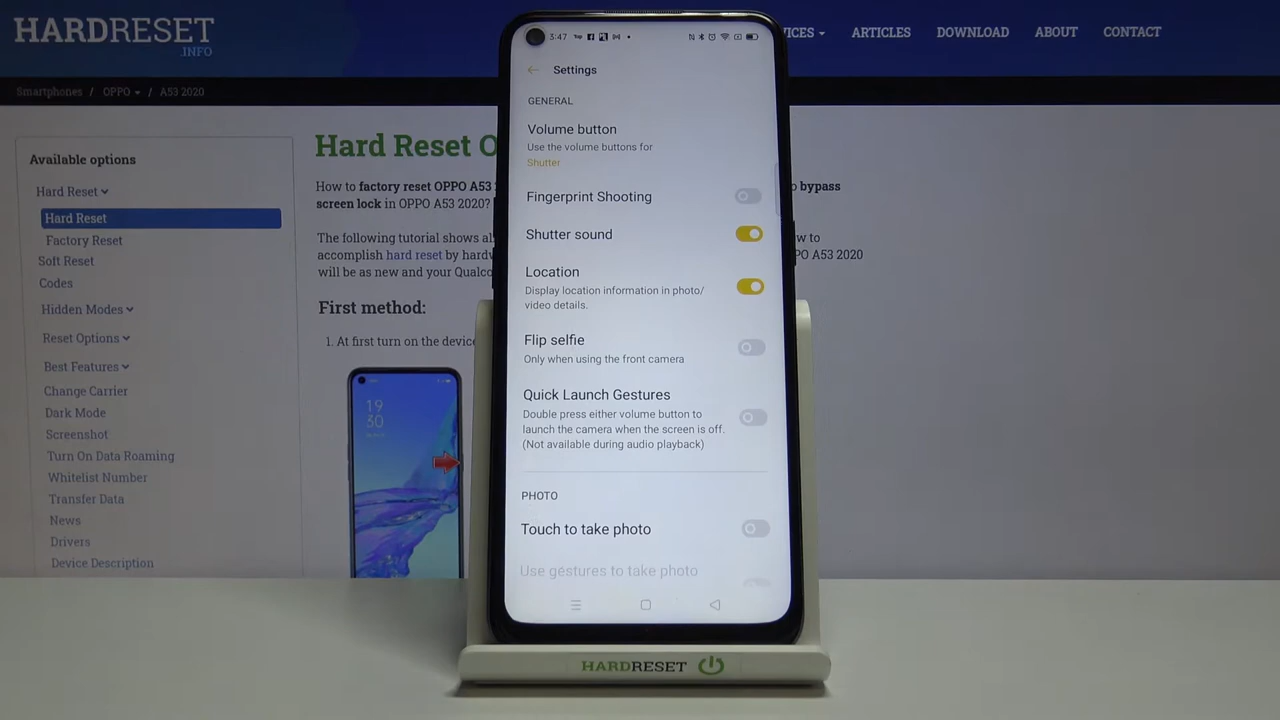 HARDRESET
.INFO
ARTICLES
DOWNLOAD
ABOUT
CONTACT
Smartphones / OPPO / A53 2020
Available options
Hard Reset
Hard Reset
Factory Reset
Soft Reset
Codes
Hidden Modes
Reset Options
Best Features
Change Carrier
Dark Mode
Screenshot
Turn On Data Roaming
Whitelist Number
Transfer Data
News
Drivers
Device Description
Hard Reset
How to factory reset OPPO A53
bypass
screen lock in OPPO A53 2020?
The following tutorial shows
w to
accomplish hard reset by
A53 2020
will be as new and your
First method:
1. At first turn on the device
19
30
3:47
Settings
GENERAL
Volume button
Use the volume buttons for
Shutter
Fingerprint Shooting
Shutter sound
Location
Display location information in photo/
video details.
Flip selfie
Only when using the front camera
Quick Launch Gestures
Double press either volume button to
launch the camera when the screen is off.
(Not available during audio playback)
PHOTO
Touch to take photo
Use gestures to take photo
HARDRESET